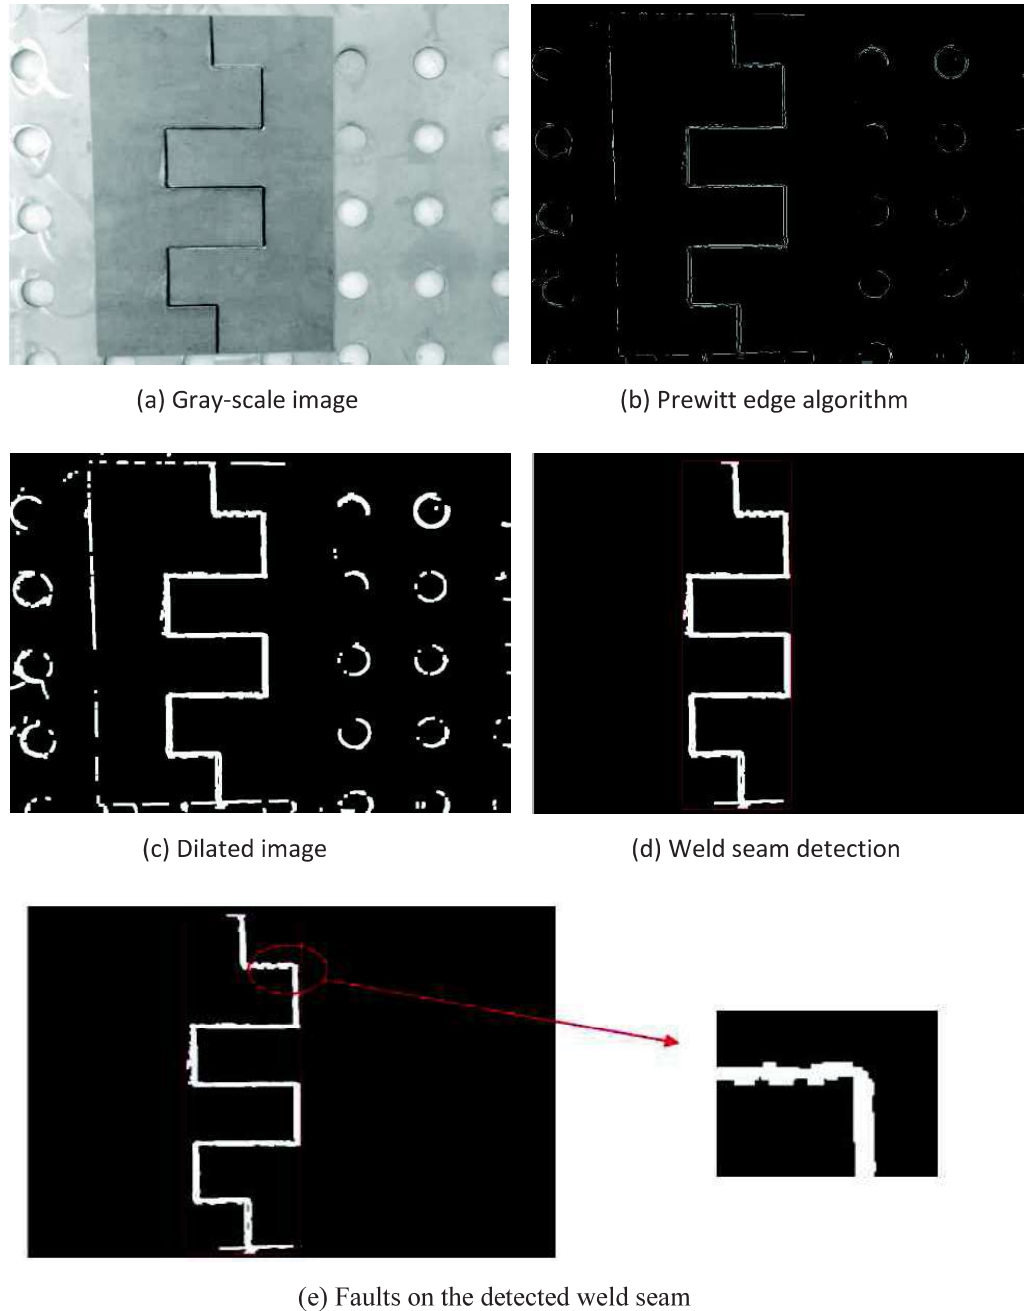 (a) Gray-scale image
(b) Prewitt edge algorithm
(c) Dilated image
(d) Weld seam detection
(e) Faults on the detected weld seam